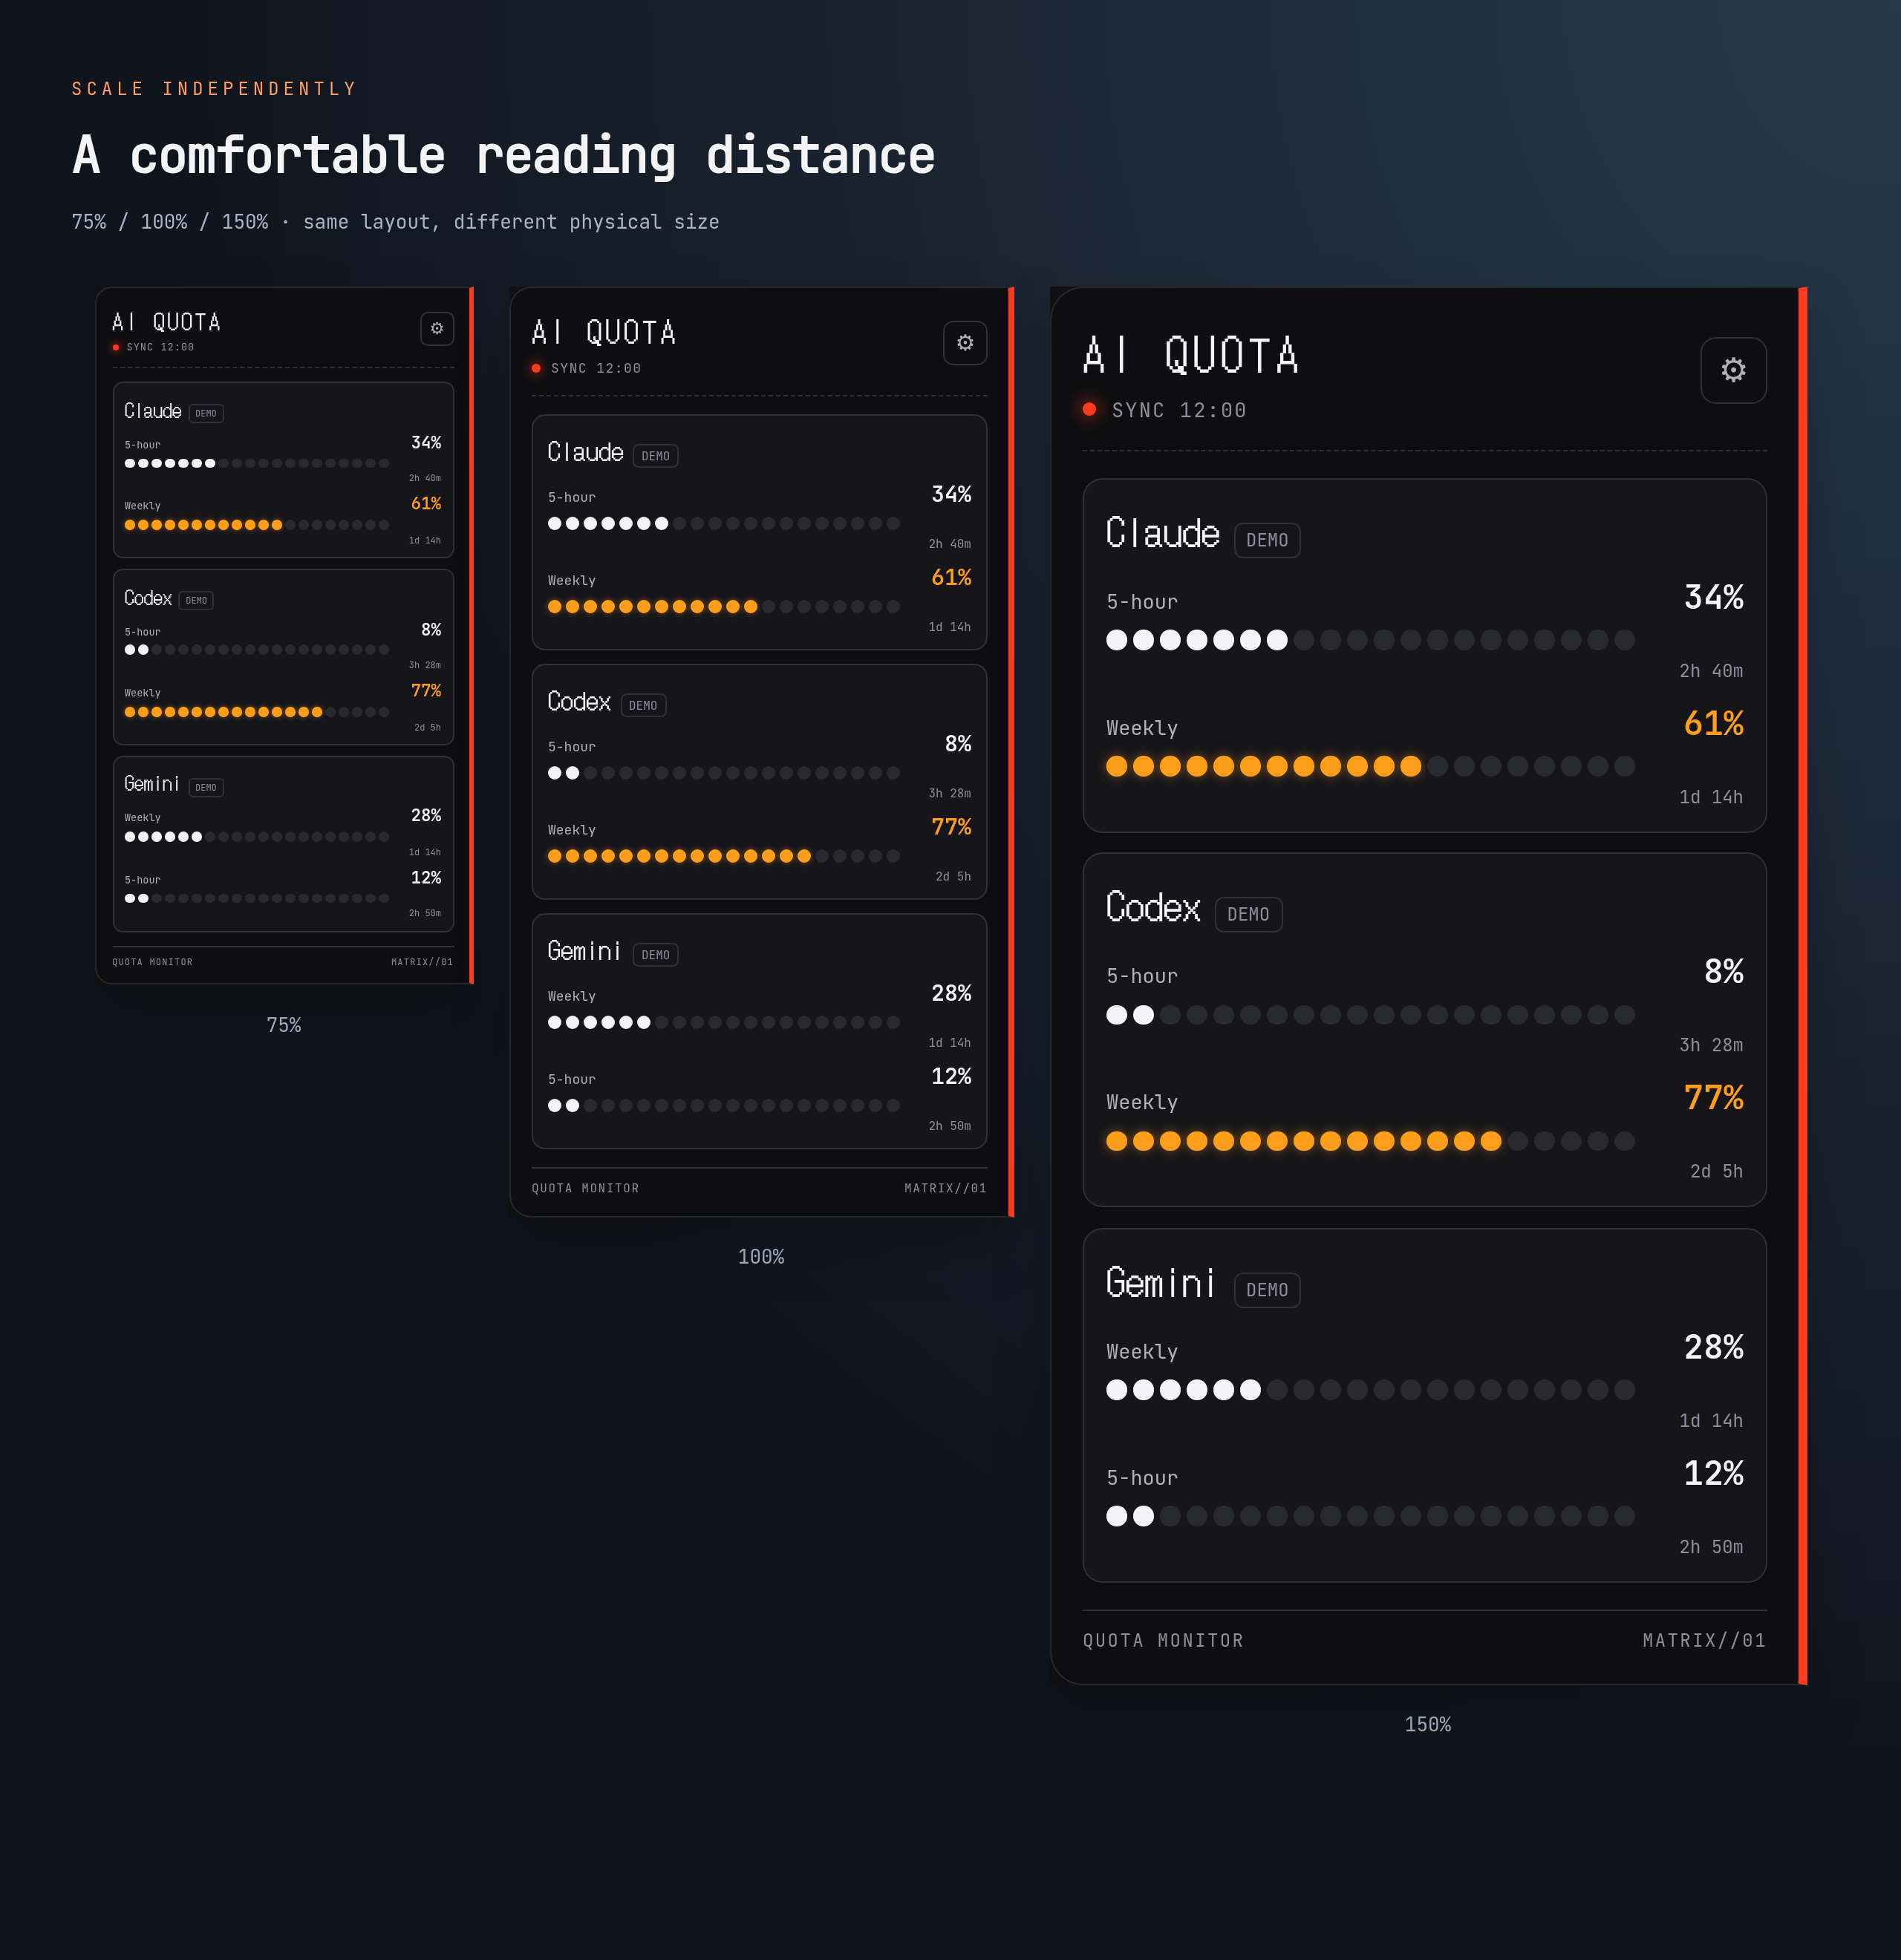 SCALE INDEPENDENTLY
A comfortable reading distance
75% / 100% / 150% · same layout, different physical size
AI QUOTA
SYNC 12:00
Claude DEMO
5-hour 34%
2h 40m
Weekly 61%
1d 14h
Codex DEMO
5-hour 8%
3h 28m
Weekly 77%
2d 5h
Gemini DEMO
Weekly 28%
1d 14h
5-hour 12%
2h 50m
QUOTA MONITOR MATRIX//01
75%
AI QUOTA
SYNC 12:00
Claude DEMO
5-hour 34%
2h 40m
Weekly 61%
1d 14h
Codex DEMO
5-hour 8%
3h 28m
Weekly 77%
2d 5h
Gemini DEMO
Weekly 28%
1d 14h
5-hour 12%
2h 50m
QUOTA MONITOR MATRIX//01
100%
AI QUOTA
SYNC 12:00
Claude DEMO
5-hour 34%
2h 40m
Weekly 61%
1d 14h
Codex DEMO
5-hour 8%
3h 28m
Weekly 77%
2d 5h
Gemini DEMO
Weekly 28%
1d 14h
5-hour 12%
2h 50m
QUOTA MONITOR MATRIX//01
150%